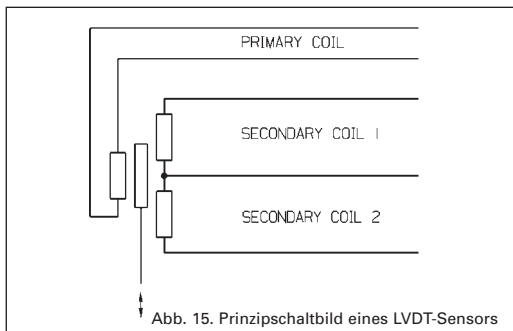 PRIMARY COIL
SECONDARY COIL 1
SECONDARY COIL 2
Abb. 15. Prinzipschaltbild eines LVDT-Sensors